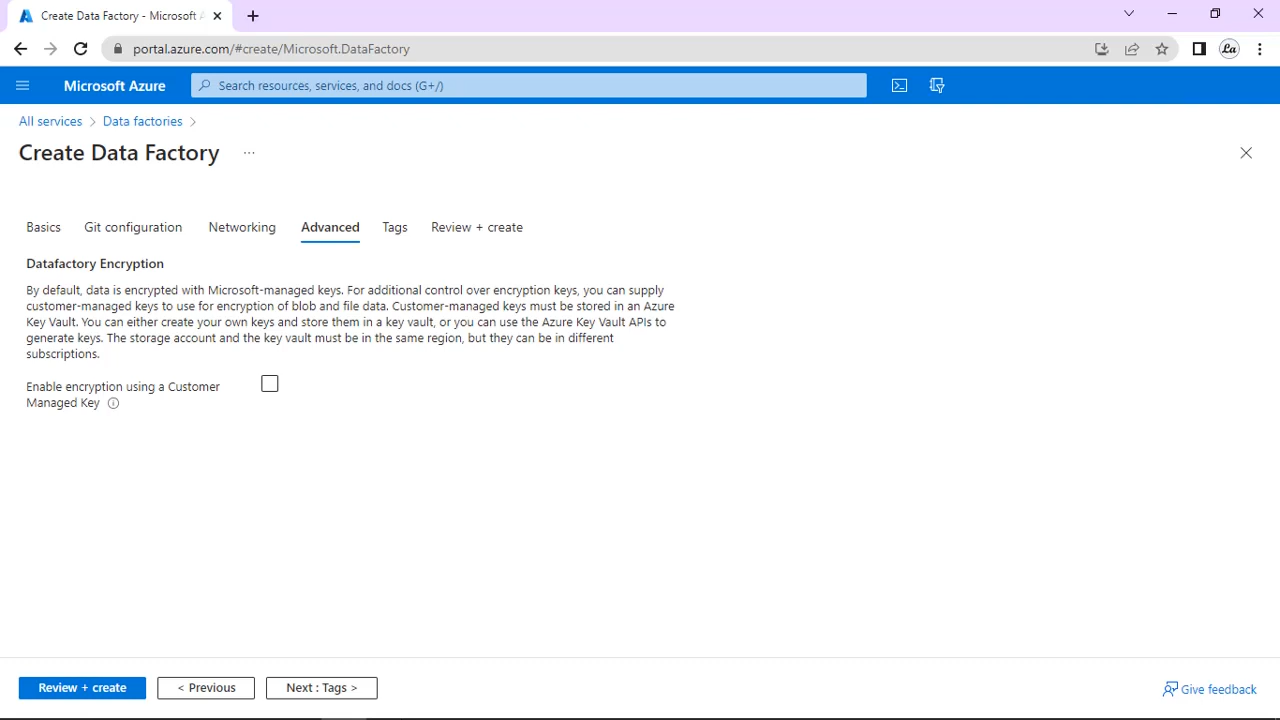 Create Data Factory - Microsoft
portal.azure.com/#create/Microsoft.DataFactory
La
Microsoft Azure
Search resources, services, and docs (G+/)
All services > Data factories >
Create Data Factory ...
Basics Git configuration Networking Advanced Tags Review + create
Datafactory Encryption
By default, data is encrypted with Microsoft-managed keys. For additional control over encryption keys, you can supply
customer-managed keys to use for encryption of blob and file data. Customer-managed keys must be stored in an Azure
Key Vault. You can either create your own keys and store them in a key vault, or you can use the Azure Key Vault APIs to
generate keys. The storage account and the key vault must be in the same region, but they can be in different
subscriptions.
Enable encryption using a Customer
Managed Key
Review + create < Previous Next : Tags > Give feedback